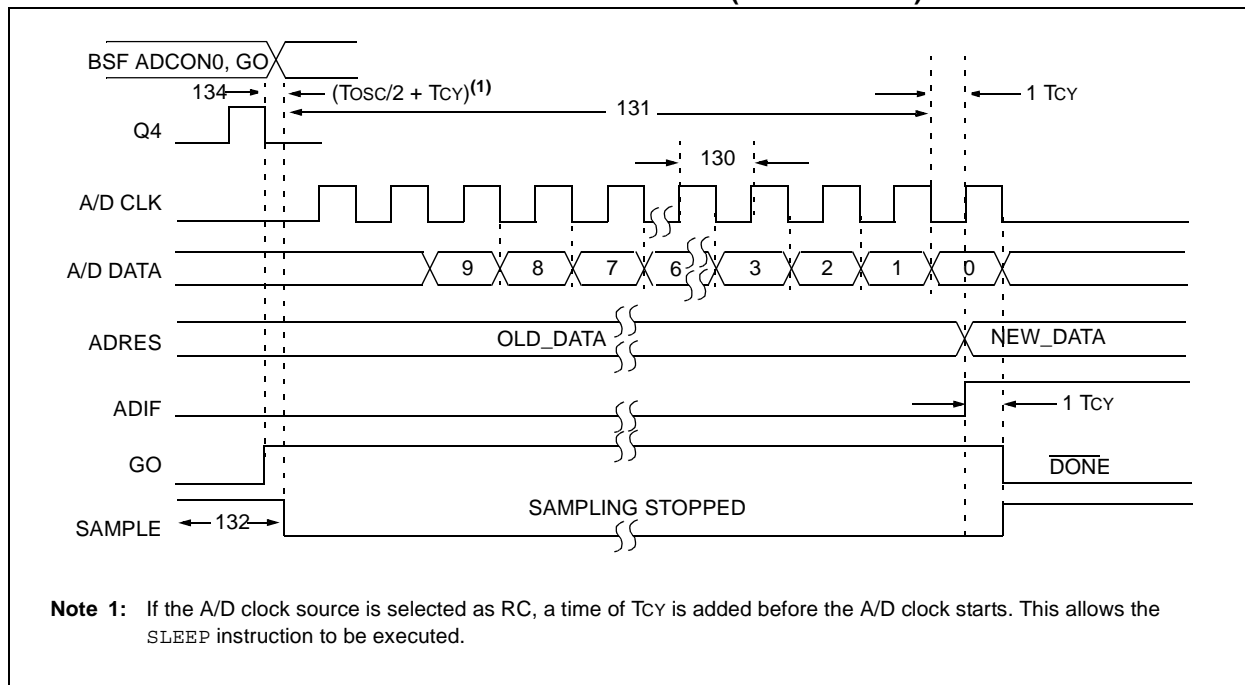 BSF ADCON0, GO
134
(TOSC/2 + TCY)(1)
131
1 TCY
Q4
130
A/D CLK
A/D DATA
9 8 7 6 3 2 1 0
ADRES
OLD_DATA
NEW_DATA
ADIF
1 TCY
GO
DONE
SAMPLE
132
SAMPLING STOPPED
Note 1: If the A/D clock source is selected as RC, a time of TCY is added before the A/D clock starts. This allows the
SLEEP instruction to be executed.